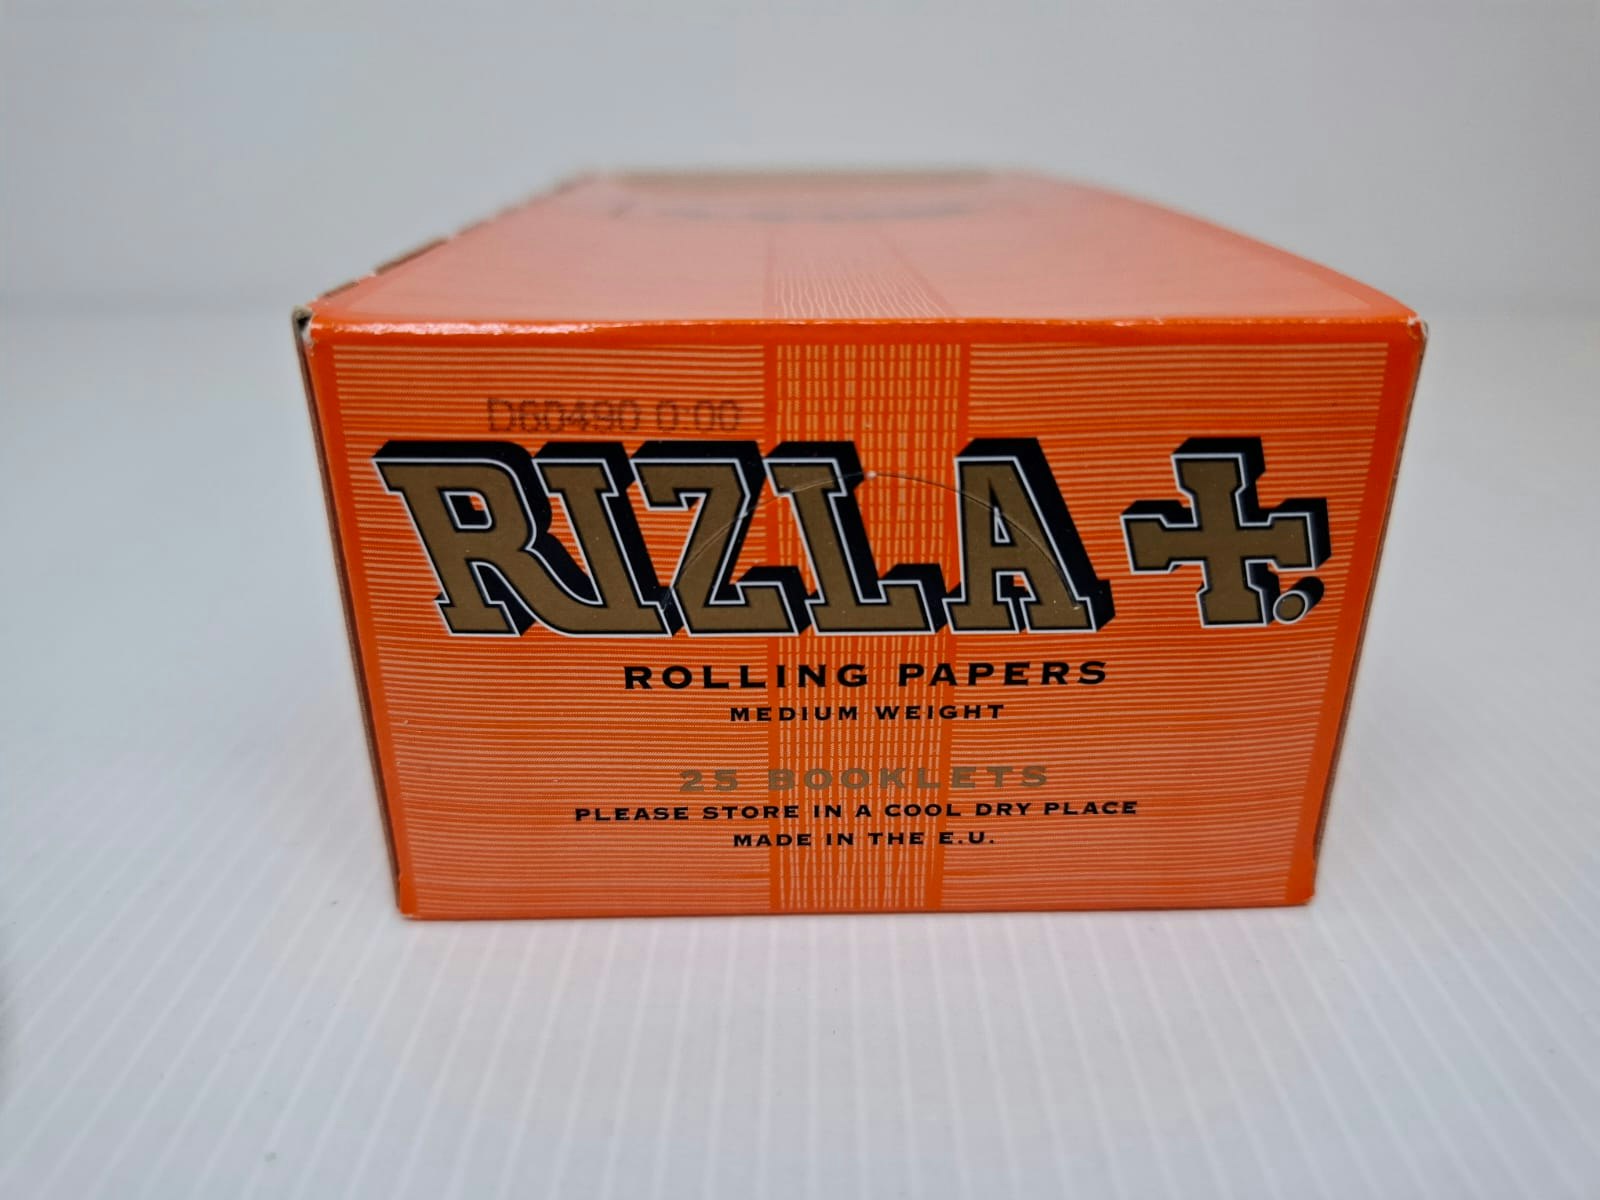 D60490 0:00
RIZLA +.
ROLLING PAPERS
MEDIUM WEIGHT
25 BOOKLETS
PLEASE STORE IN A COOL DRY PLACE
MADE IN THE E.U.